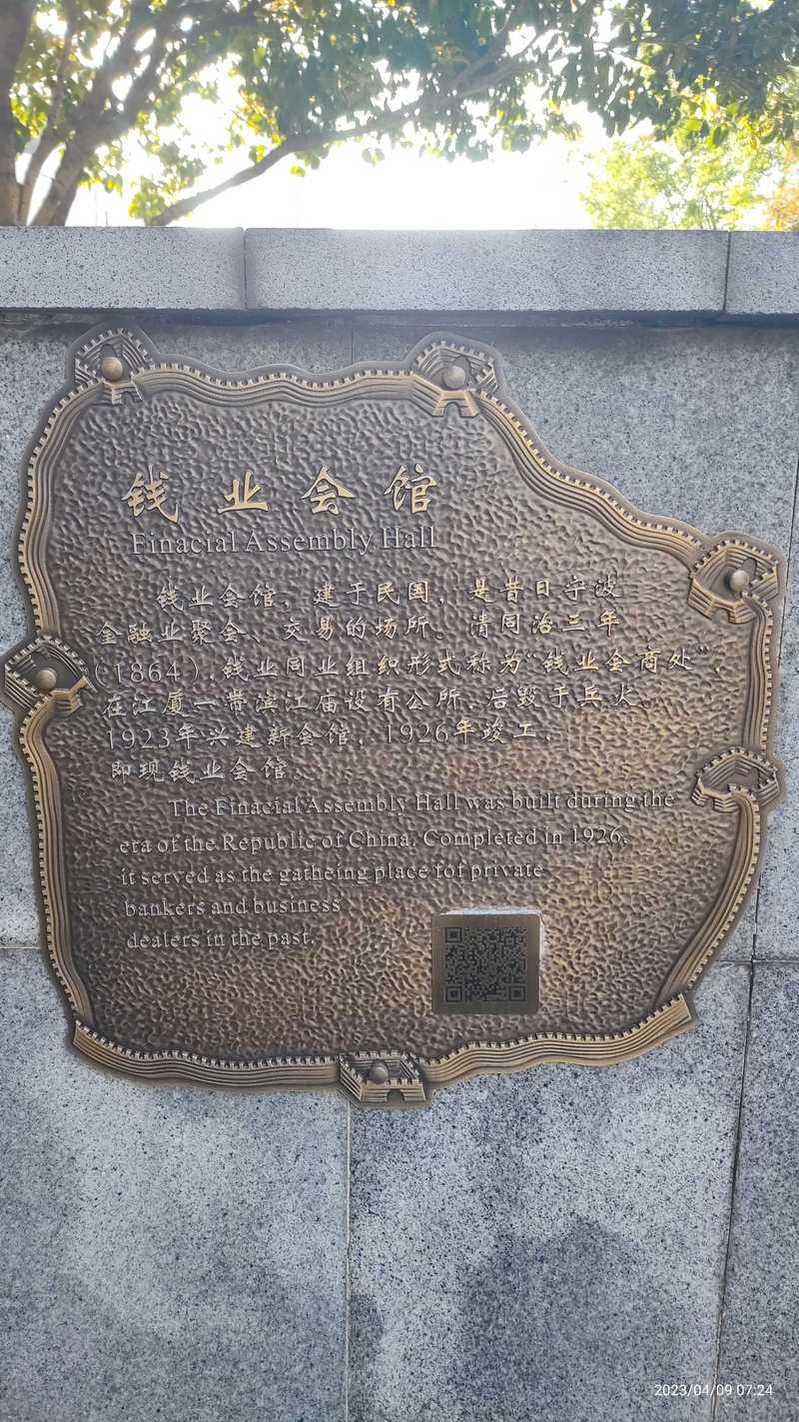 钱业会馆
Finacial Assembly Hall
钱业会馆，建于民国，是昔日宁波
金融业聚会、交易的场所。清同治三年
（1864），钱业同业组织形式称为“钱业会商处”，
在江厦一带滨江庙设有公所，后毁于兵火。
1923年兴建新会馆，1926年竣工，
即现钱业会馆。
The Finacial Assembly Hall was built during the
era of the Republic of China. Completed in 1926,
it served as the gatheing place fof private
bankers and business
dealers in the past.
2023/04/09 07:24